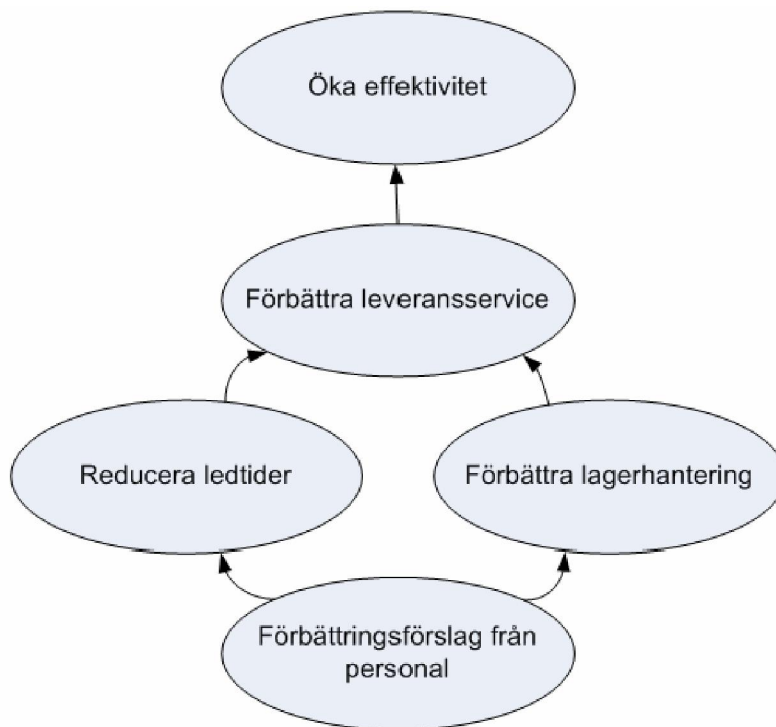 Öka effektivitet
Förbättra leveransservice
Reducera ledtider
Förbättra lagerhantering
Förbättringsförslag från
personal